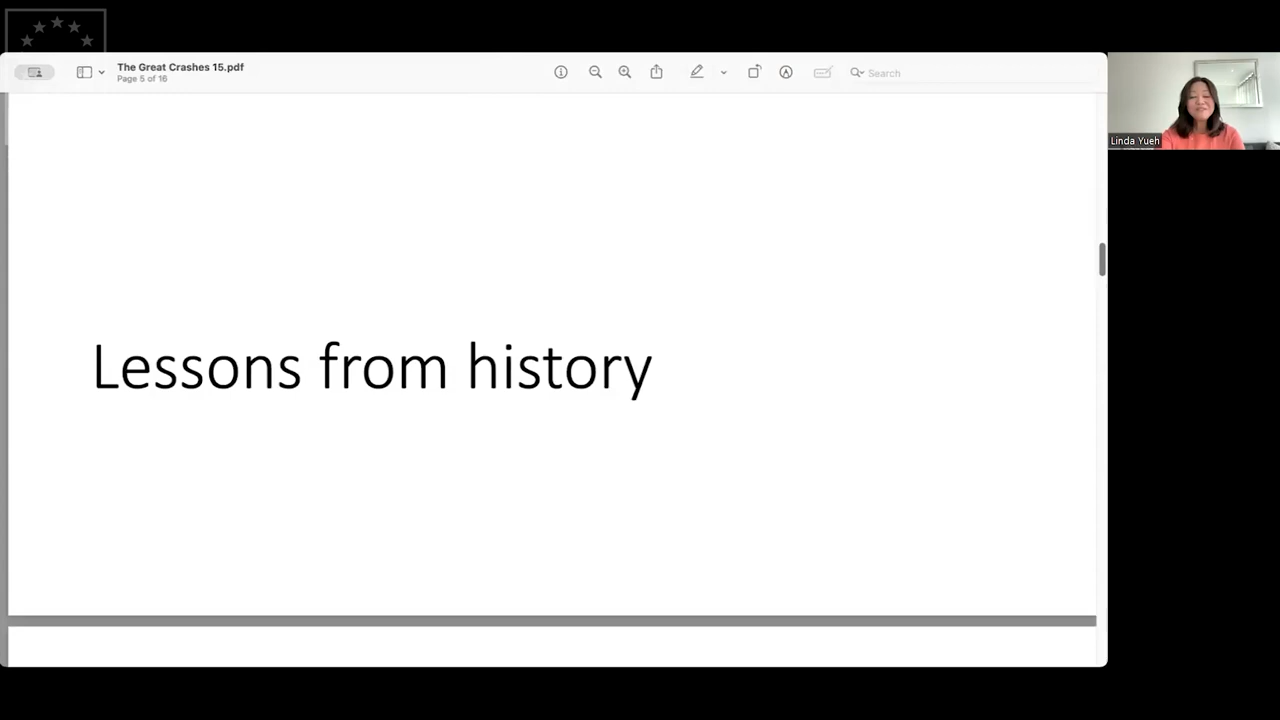 The Great Crashes 15.pdf
Page 5 of 16
Search
Linda Yueh
Lessons from history